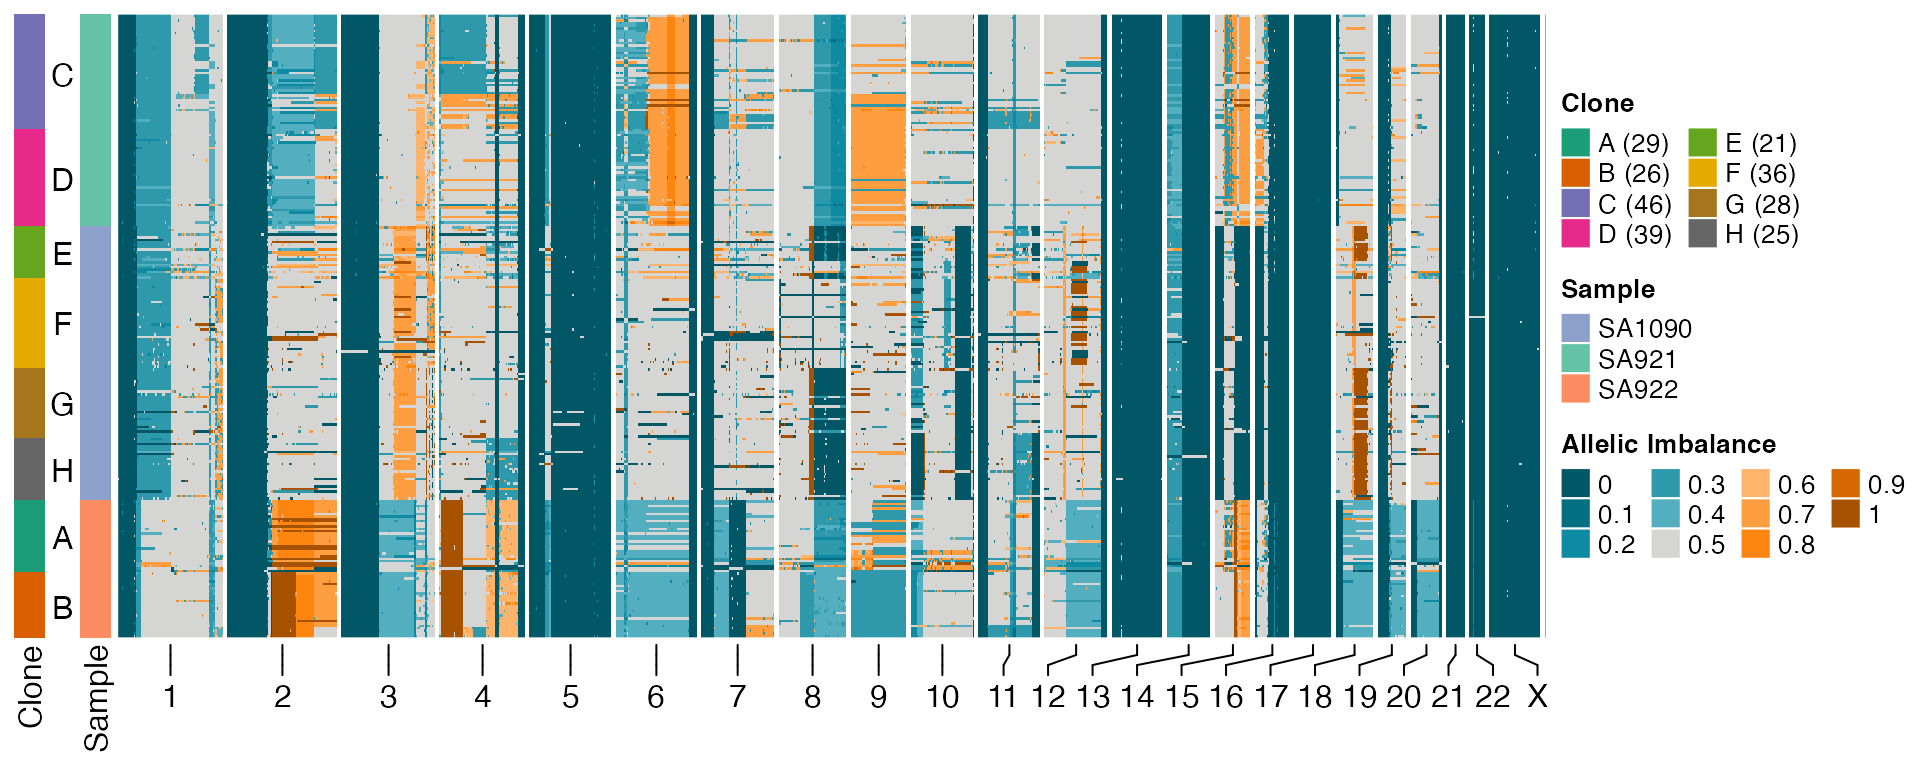 C
D
E
F
G
H
A
B
Clone
Sample
1 2 3 4 5 6 7 8 9 10 11 12 13 14 15 16 17 18 19 20 21 22 X
Clone
A (29) E (21)
B (26) F (36)
C (46) G (28)
D (39) H (25)
Sample
SA1090
SA921
SA922
Allelic Imbalance
0 0.3 0.6 0.9
0.1 0.4 0.7 1
0.2 0.5 0.8